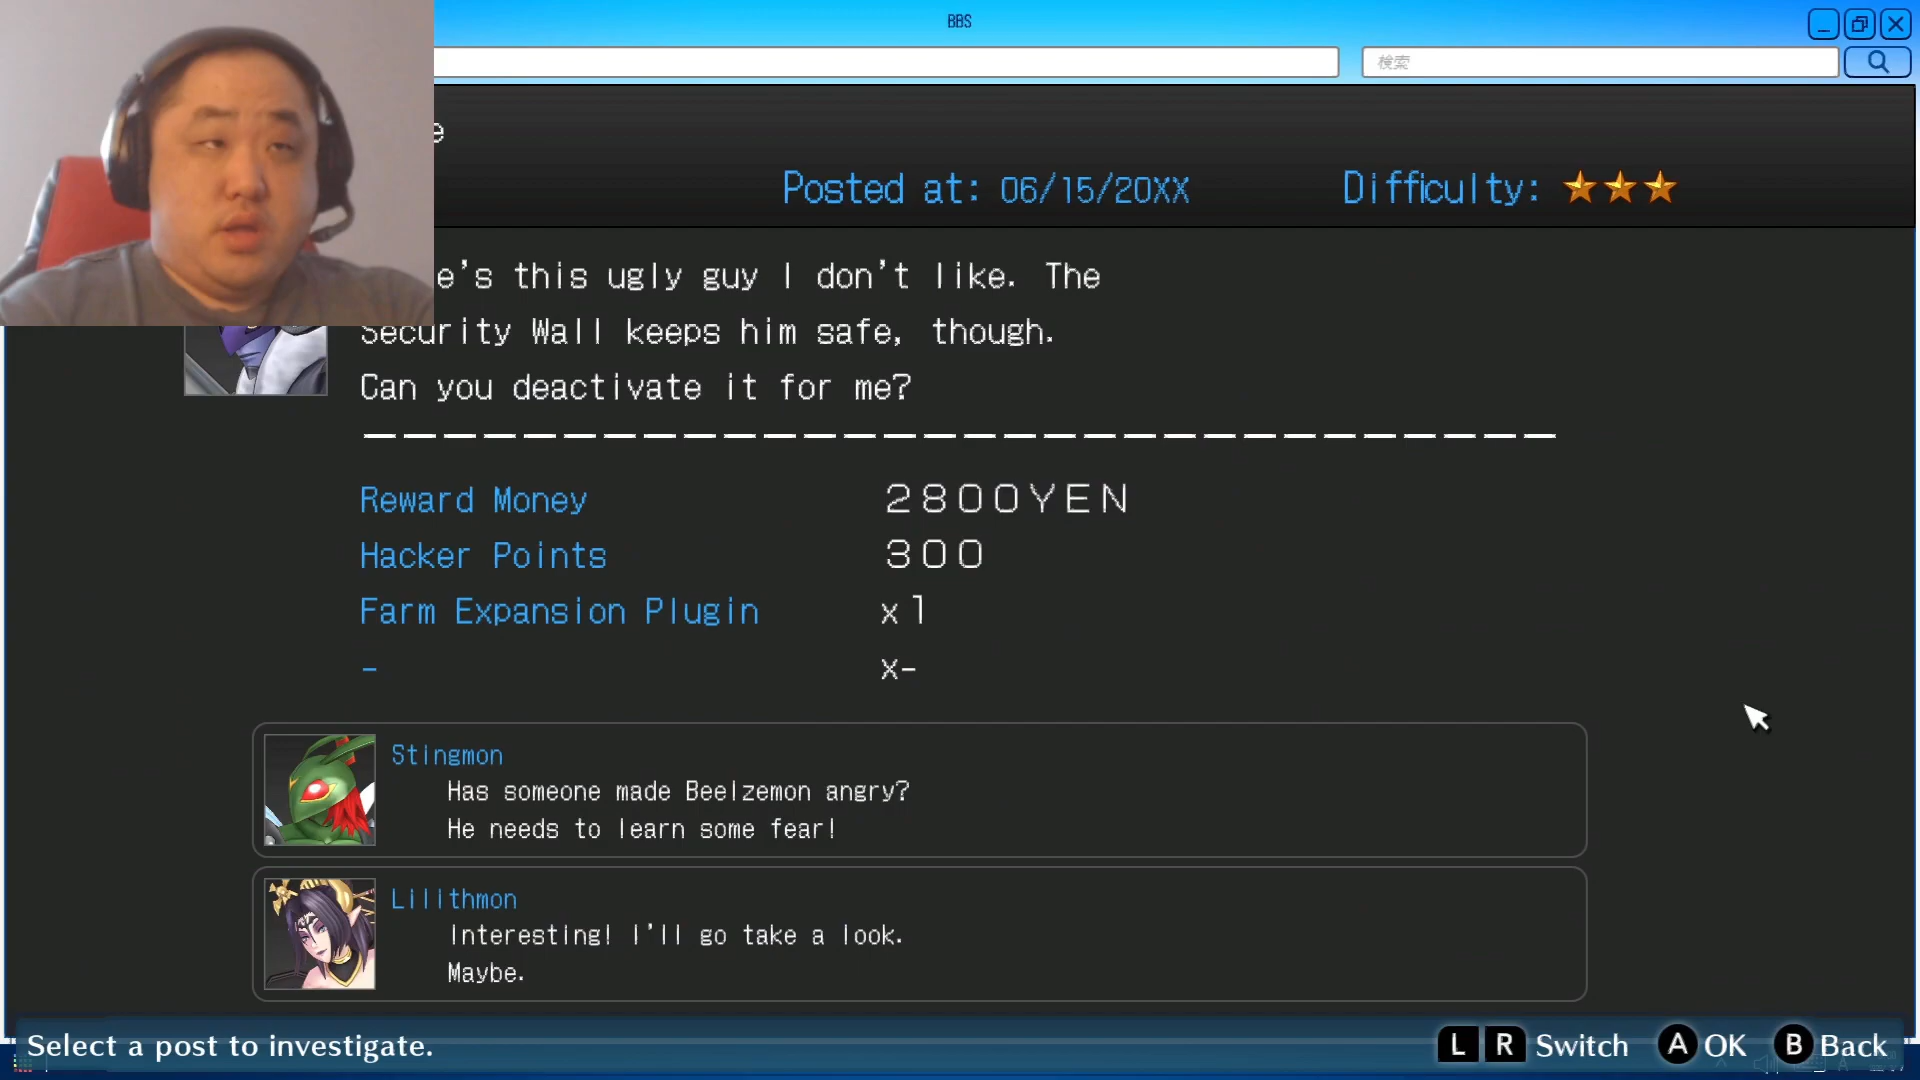 BBS
検索
e
Posted at: 06/15/20XX
Difficulty: ★★★
e's this ugly guy I don't like. The
Security Wall keeps him safe, though.
Can you deactivate it for me?
Reward Money 2800YEN
Hacker Points 300
Farm Expansion Plugin x1
- x-
Stingmon
Has someone made Beelzemon angry?
He needs to learn some fear!
Lilithmon
Interesting! I'll go take a look.
Maybe.
Select a post to investigate.
L R Switch A OK B Back